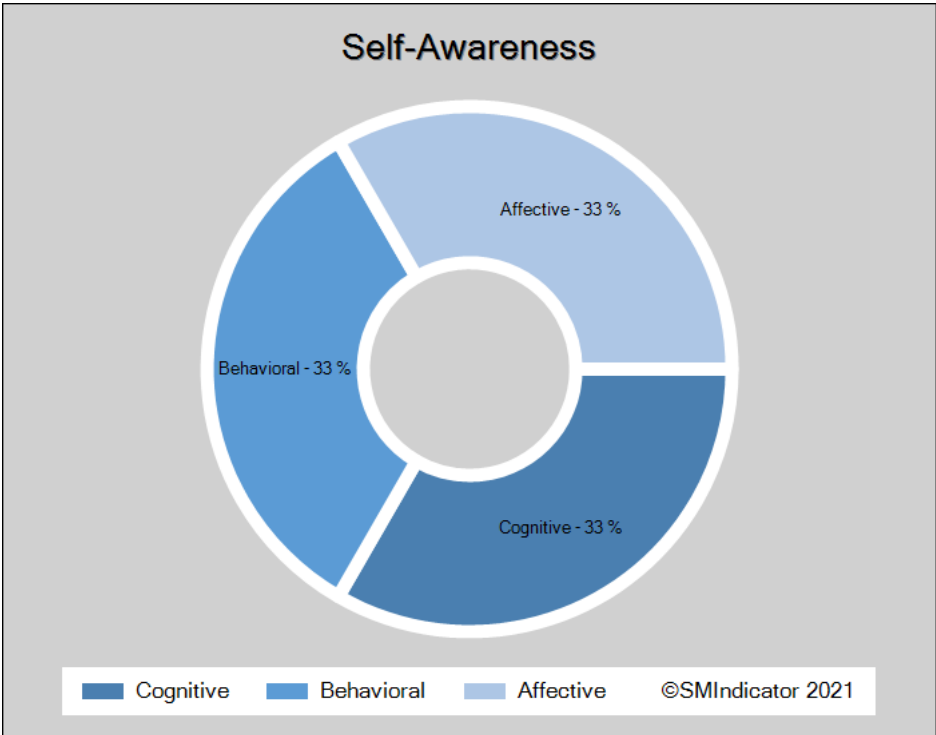 Self-Awareness
Affective - 33 %
Behavioral - 33 %
Cognitive - 33 %
Cognitive Behavioral Affective ©SMIndicator 2021